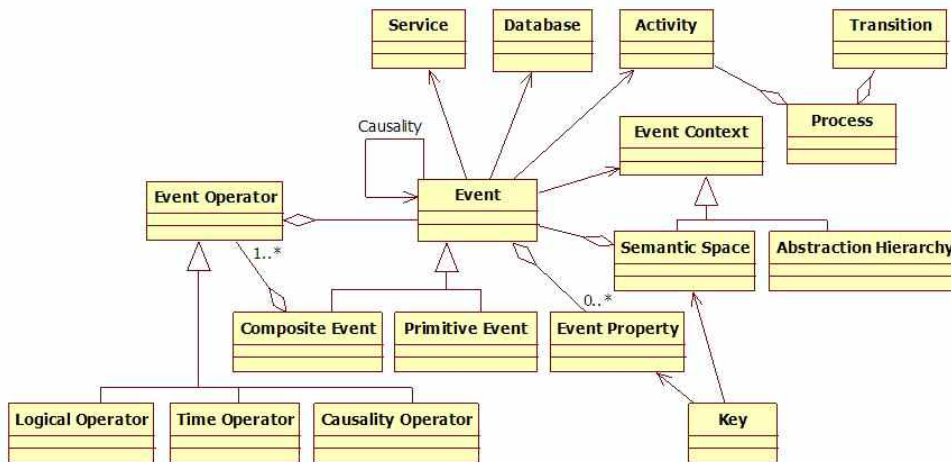 Service
Database
Activity
Transition
Process
Event Context
Causality
Event Operator
Event
Semantic Space
Abstraction Hierarchy
1..*
0..*
Composite Event
Primitive Event
Event Property
Logical Operator
Time Operator
Causality Operator
Key